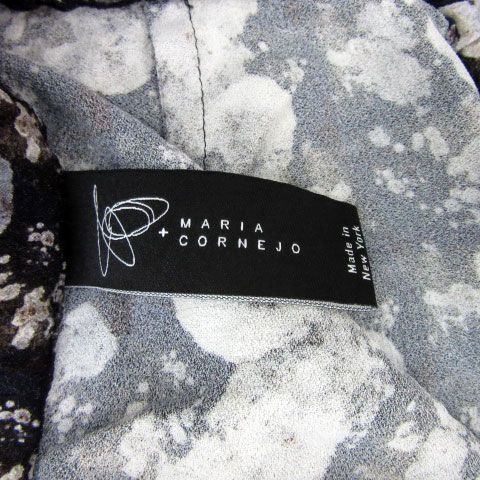 + MARIA
CORNEJO
Made in
New York